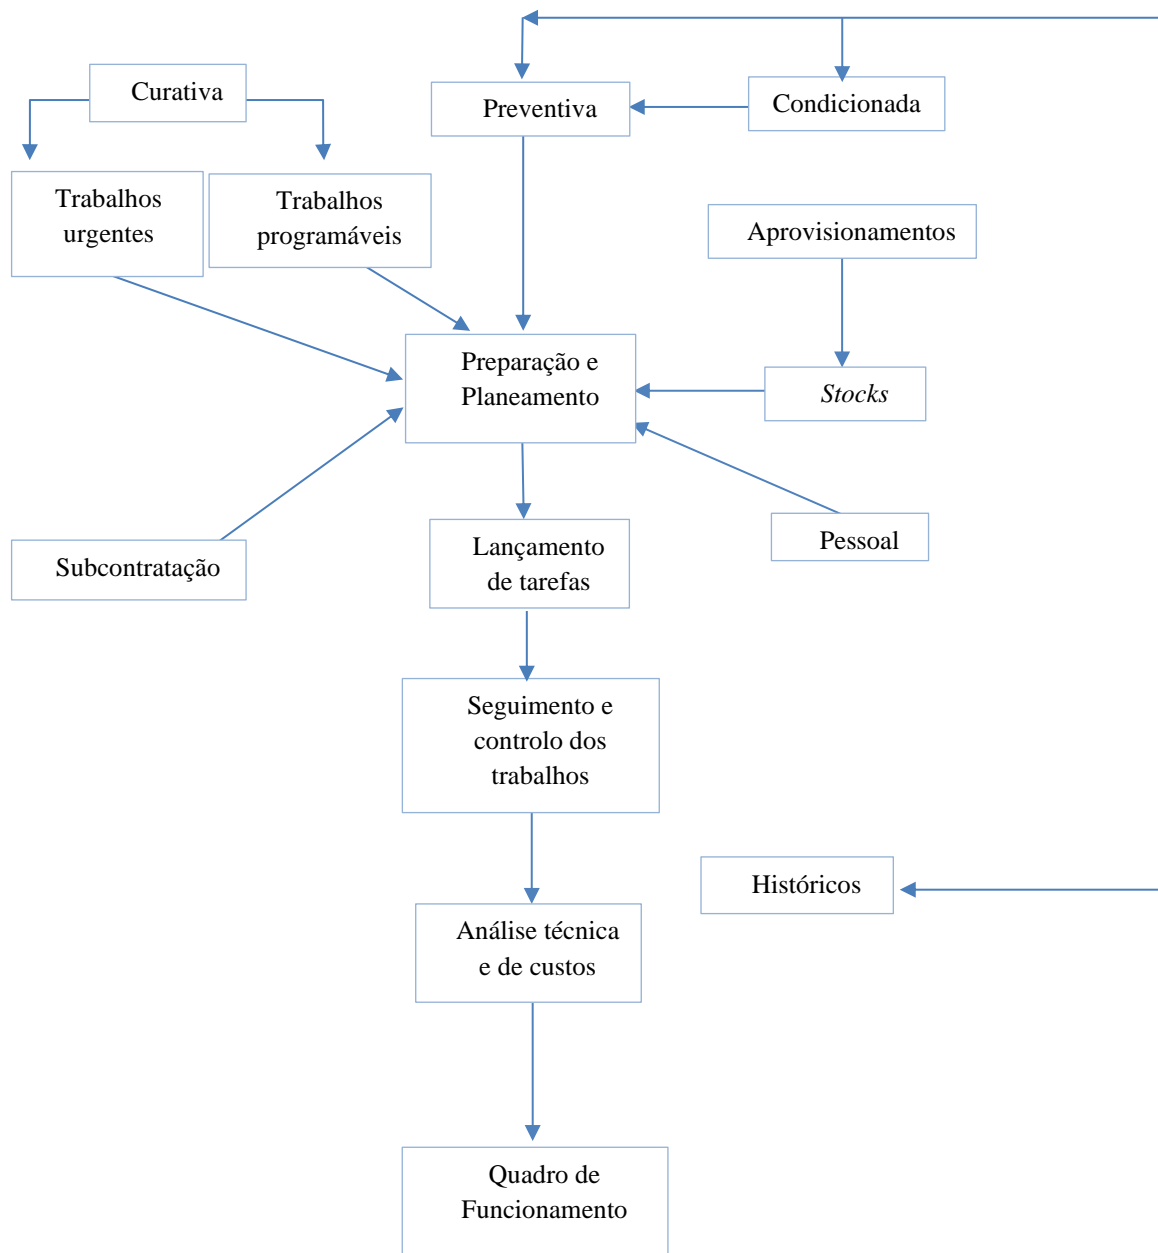 Curativa
Preventiva
Condicionada
Trabalhos
urgentes
Trabalhos
programáveis
Aprovisionamentos
Preparação e
Planeamento
Stocks
Lançamento
de tarefas
Pessoal
Subcontratação
Seguimento e
controlo dos
trabalhos
Históricos
Análise técnica
e de custos
Quadro de
Funcionamento